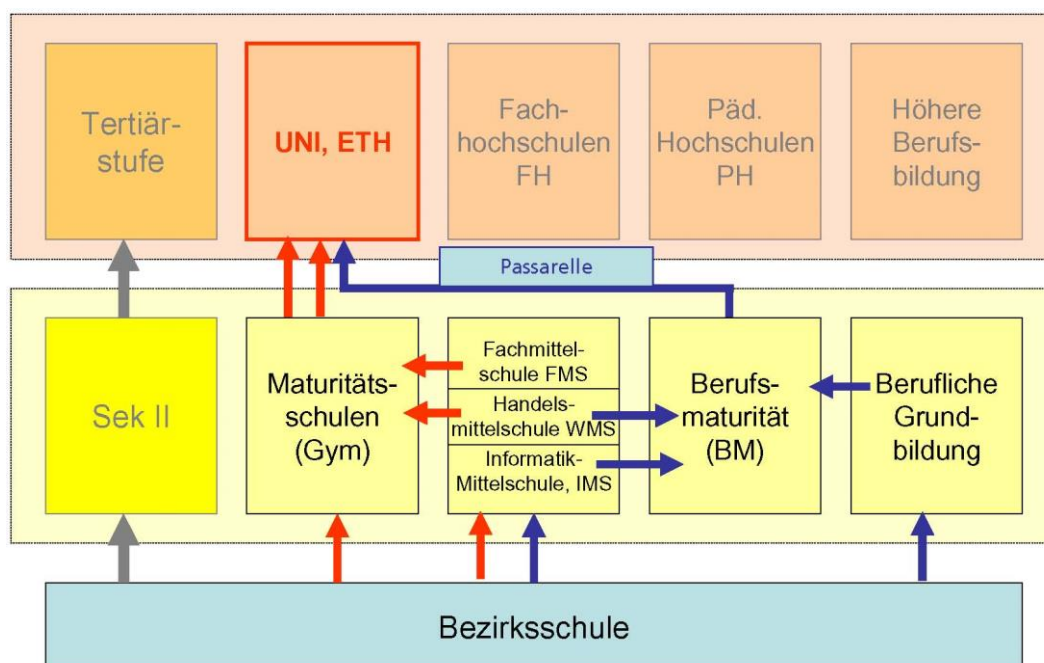 Tertiär-
stufe
UNI, ETH
Fach-
hochschulen
FH
Päd.
Hochschulen
PH
Höhere
Berufs-
bildung
Passarelle
Sek II
Maturitäts-
schulen
(Gym)
Fachmittel-
schule FMS
Handels-
mittelschule WMS
Informatik-
Mittelschule, IMS
Berufs-
maturität
(BM)
Berufliche
Grund-
bildung
Bezirksschule